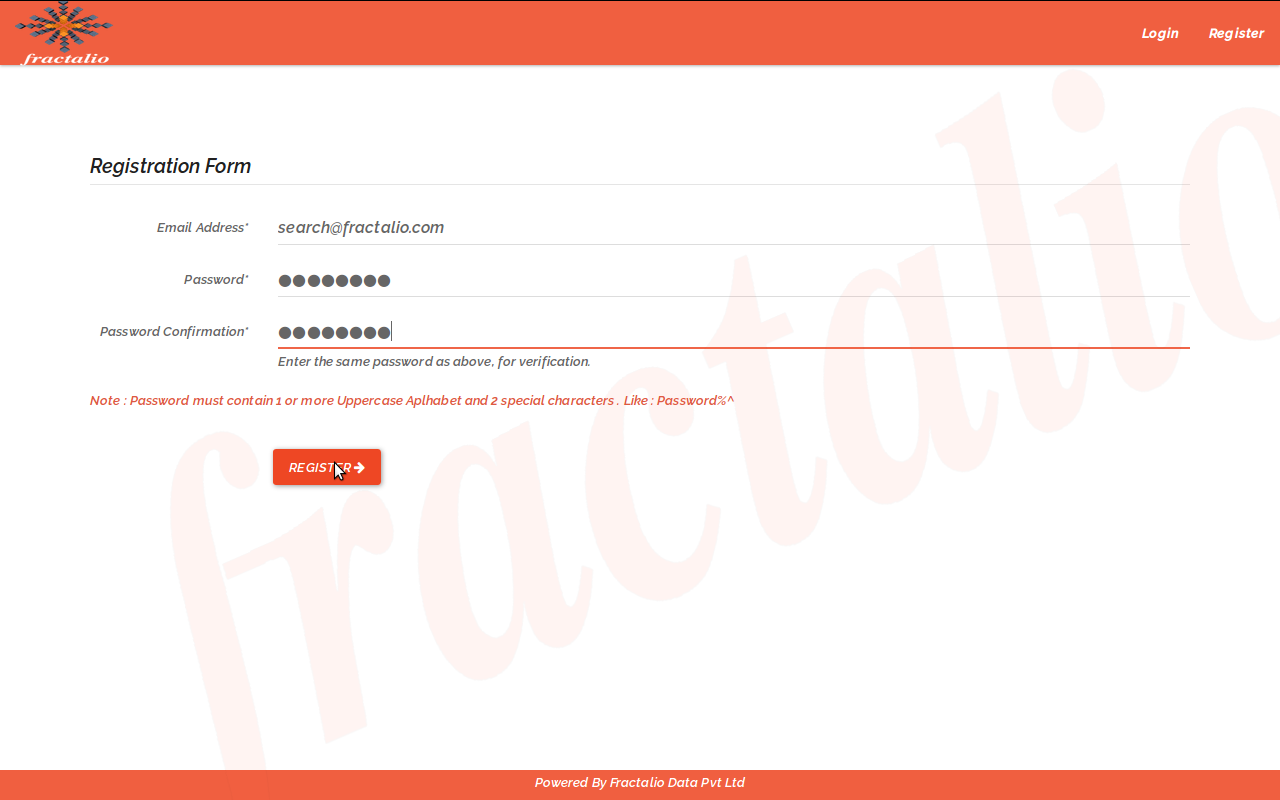 fractalio
Login Register
Registration Form
Email Address* search@fractalio.com
Password* ●●●●●●●●
Password Confirmation* ●●●●●●●●
Enter the same password as above, for verification.
Note : Password must contain 1 or more Uppercase Aplhabet and 2 special characters . Like : Password%^
REGISTER
fractalio
Powered By Fractalio Data Pvt Ltd